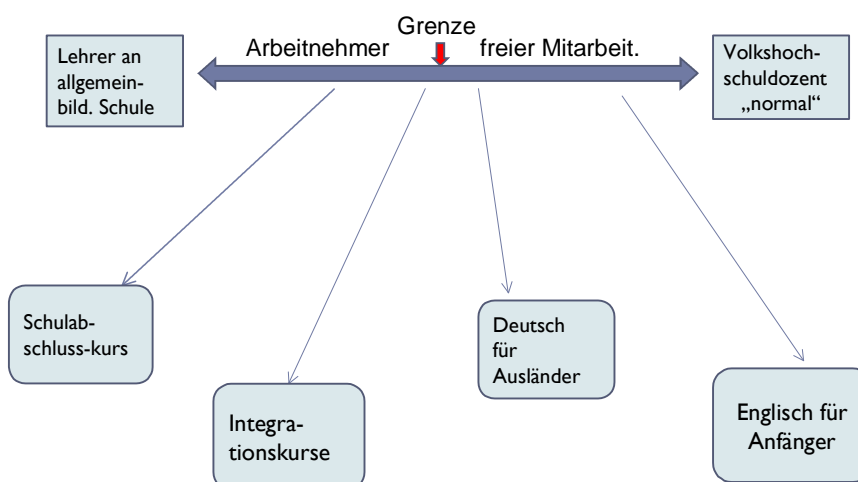 Grenze
Arbeitnehmer
freier Mitarbeit.
Lehrer an
allgemein-
bild. Schule
Volkshoch-
schuldozent
„normal“
Schulab-
schluss-kurs
Integra-
tionskurse
Deutsch
für
Ausländer
Englisch für
Anfänger